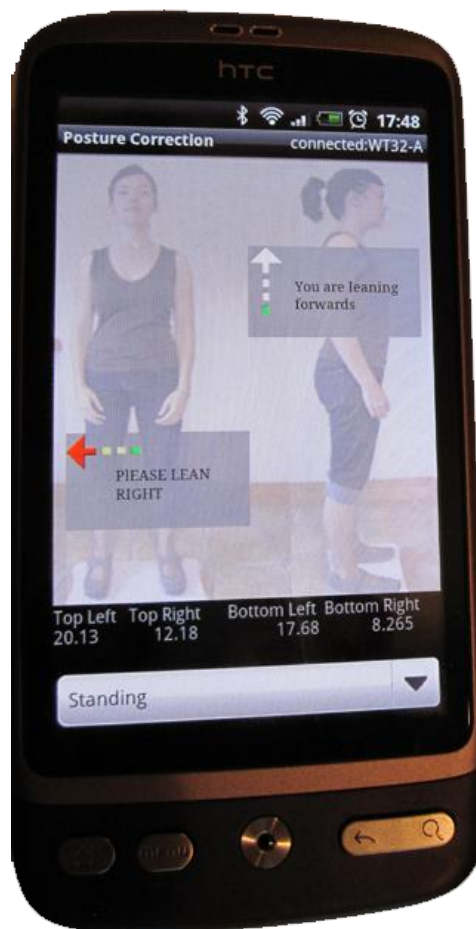 hTC
17:48
Posture Correction connected:WT32-A
You are leaning
forwards
PlEASE LEAN
RIGHT
Top Left Top Right Bottom Left Bottom Right
20.13 12.18 17.68 8.265
Standing
MENU